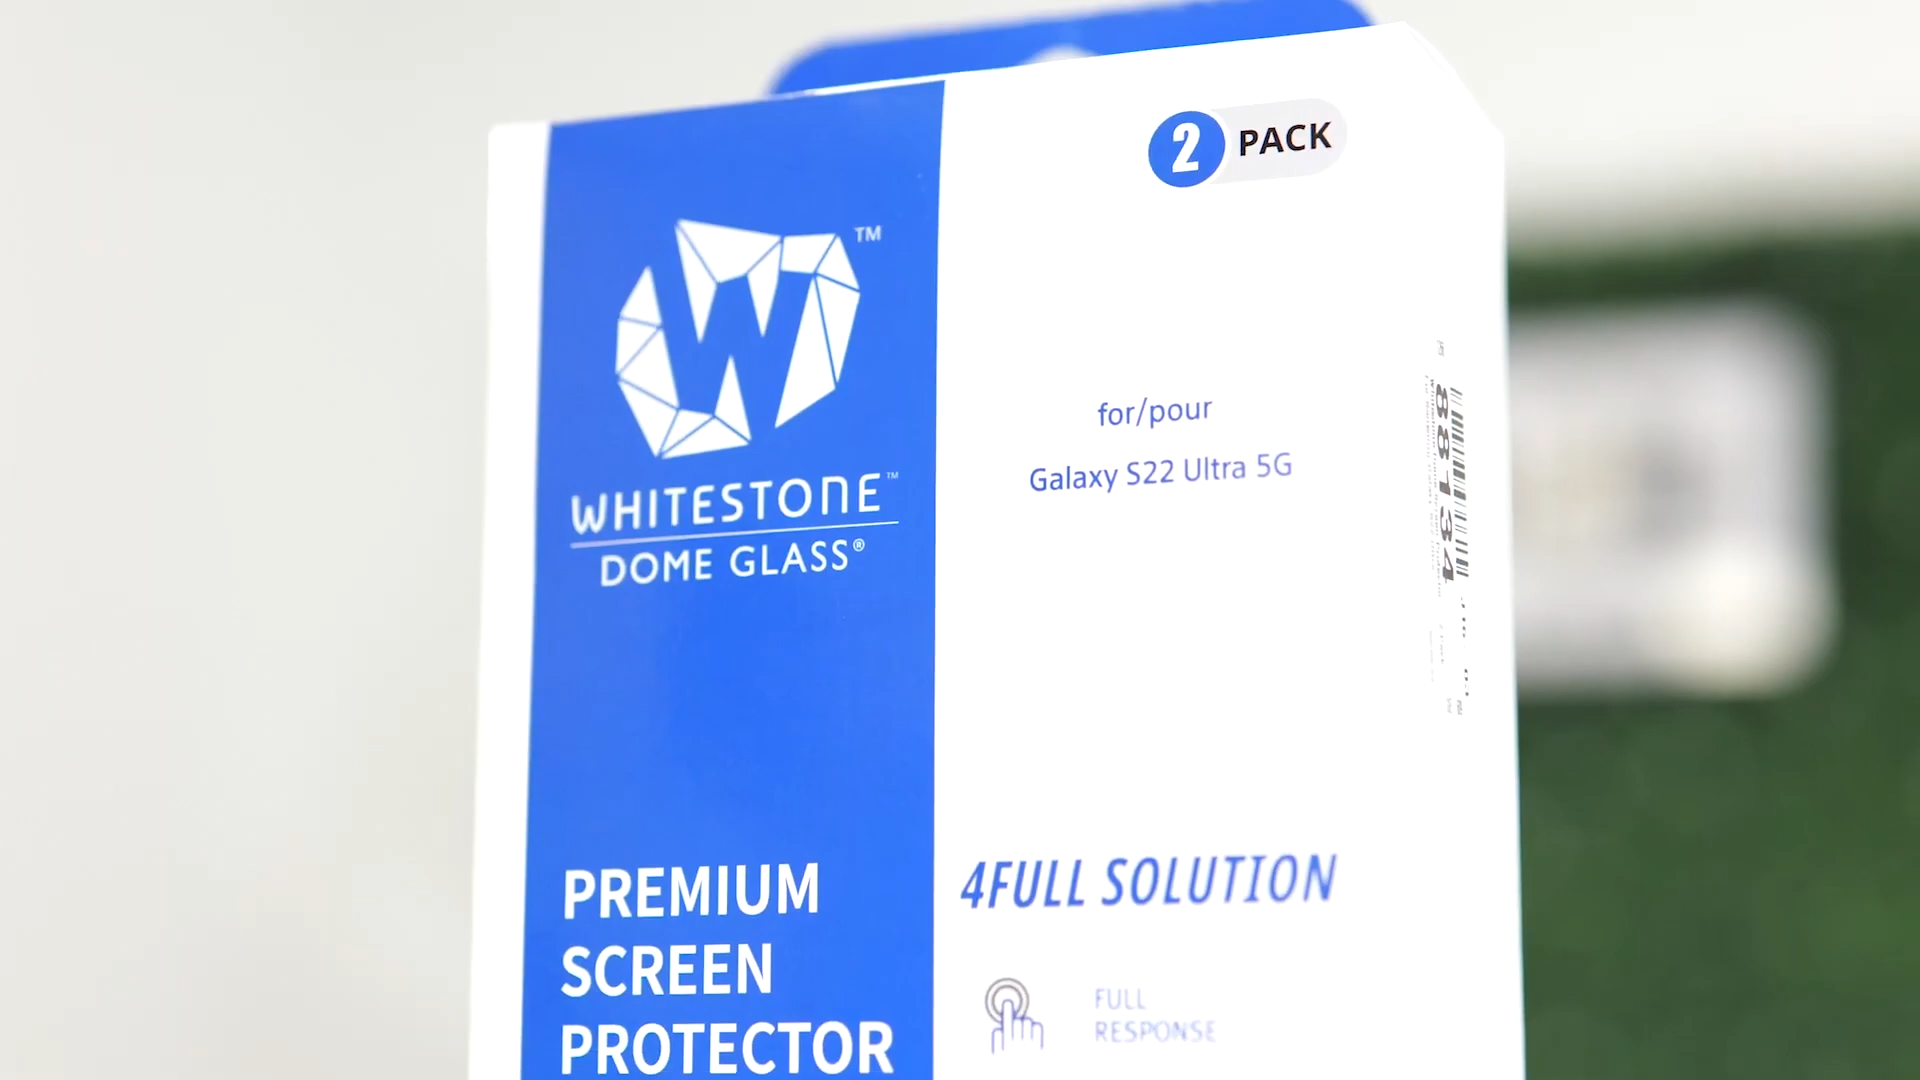 2 PACK
TM
WHITESTONE™
DOME GLASS®
for/pour
Galaxy S22 Ultra 5G
88134
PREMIUM
SCREEN
PROTECTOR
4FULL SOLUTION
FULL
RESPONSE